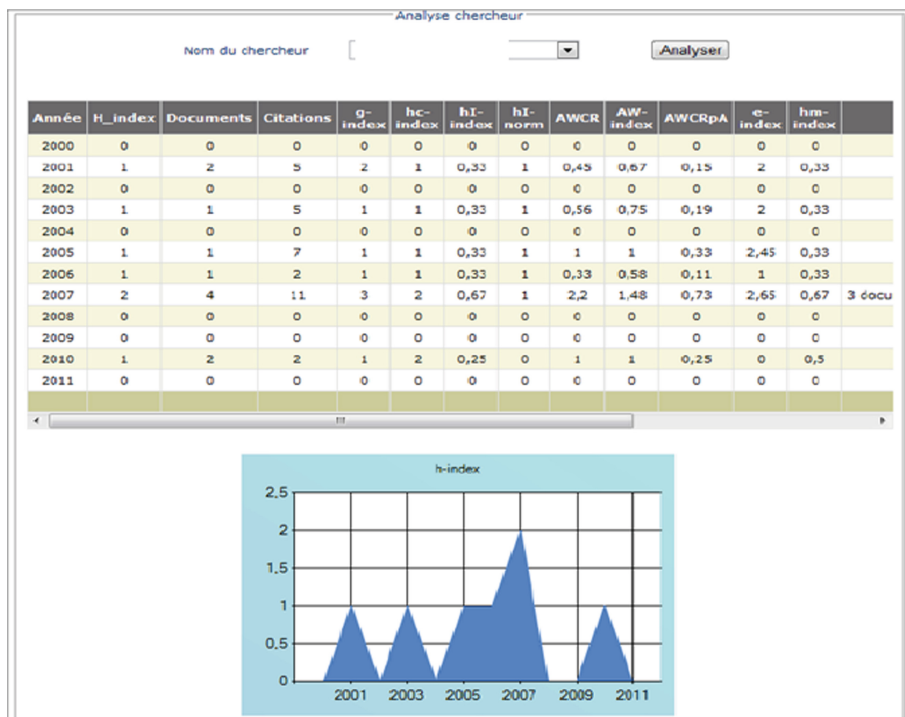 Analyse chercheur
Nom du chercheur Analyser
Année H_index Documents Citations g-index hc-index hI-index hI-norm AWCR AW-index AWCRpA e-index hm-index
2000 0 0 0 0 0 0 0 0 0 0 0 0
2001 1 2 5 2 1 0,33 1 0,45 0,67 0,15 2 0,33
2002 0 0 0 0 0 0 0 0 0 0 0 0
2003 1 1 5 1 1 0,33 1 0,56 0,75 0,19 2 0,33
2004 0 0 0 0 0 0 0 0 0 0 0 0
2005 1 1 7 1 1 0,33 1 1 1 0,33 2,45 0,33
2006 1 1 2 1 1 0,33 1 0,33 0,58 0,11 1 0,33
2007 2 4 11 3 2 0,67 1 2,2 1,48 0,73 2,65 0,67 3 docu
2008 0 0 0 0 0 0 0 0 0 0 0 0
2009 0 0 0 0 0 0 0 0 0 0 0 0
2010 1 2 2 1 2 0,25 0 1 1 0,25 0 0,5
2011 0 0 0 0 0 0 0 0 0 0 0 0
h-index
2,5
2
1,5
1
0,5
0
2001 2003 2005 2007 2009 2011